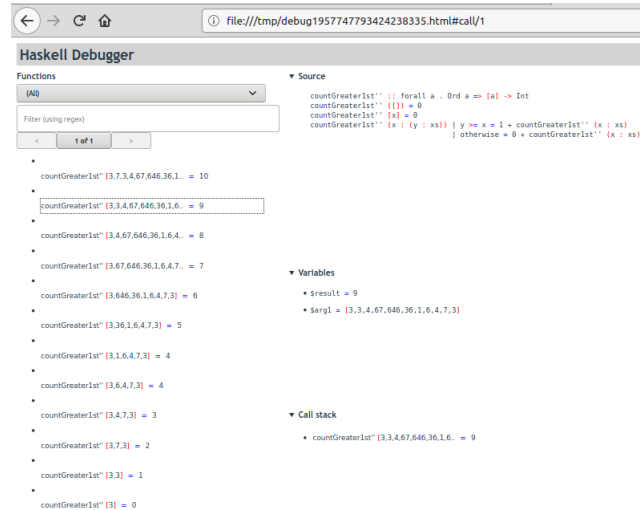 file:///tmp/debug1957747793424238335.html#call/1
Haskell Debugger
Functions
(All)
Filter (using regex)
< 1 of 1 >
countGreater1st'' [3,7,3,4,67,646,36,1.. = 10
countGreater1st'' [3,3,4,67,646,36,1,6.. = 9
countGreater1st'' [3,4,67,646,36,1,6,4.. = 8
countGreater1st'' [3,67,646,36,1,6,4,7.. = 7
countGreater1st'' [3,646,36,1,6,4,7,3] = 6
countGreater1st'' [3,36,1,6,4,7,3] = 5
countGreater1st'' [3,1,6,4,7,3] = 4
countGreater1st'' [3,6,4,7,3] = 4
countGreater1st'' [3,4,7,3] = 3
countGreater1st'' [3,7,3] = 2
countGreater1st'' [3,3] = 1
countGreater1st'' [3] = 0
▾ Source
countGreater1st'' :: forall a . Ord a => [a] -> Int
countGreater1st'' ([]) = 0
countGreater1st'' [x] = 0
countGreater1st'' (x : (y : xs)) | y >= x = 1 + countGreater1st'' (x : xs)
| otherwise = 0 + countGreater1st'' (x : xs)
▾ Variables
• $result = 9
• $arg1 = [3,3,4,67,646,36,1,6,4,7,3]
▾ Call stack
• countGreater1st'' [3,3,4,67,646,36,1,6.. = 9